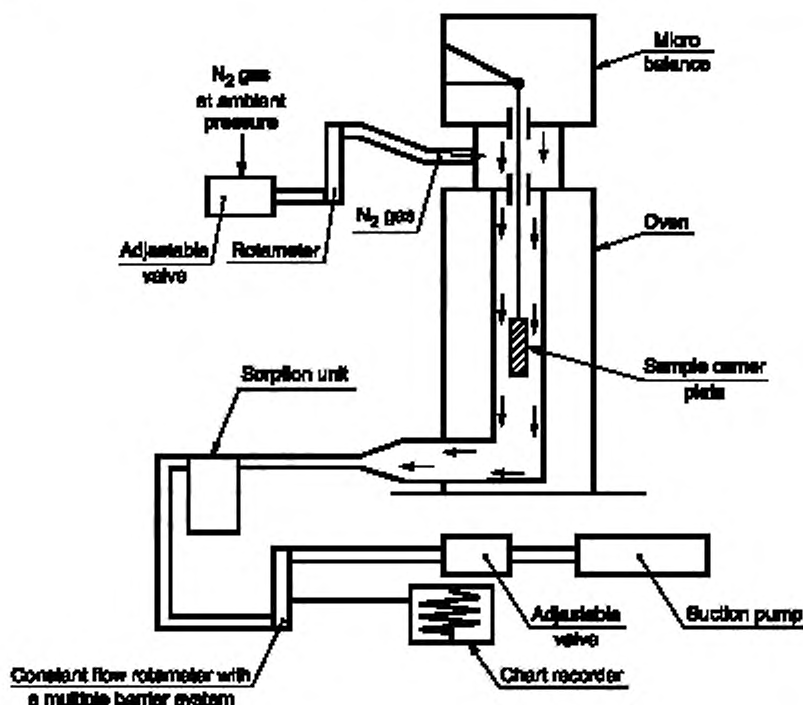 Micro
balance
N₂ gas
at ambient
pressure
N₂ gas
Adjustable
valve
Rotameter
Oven
Sample carrier
plate
Sorption unit
Adjustable
valve
Suction pump
Chart recorder
Constant flow rotameter with
a multiple barrier system